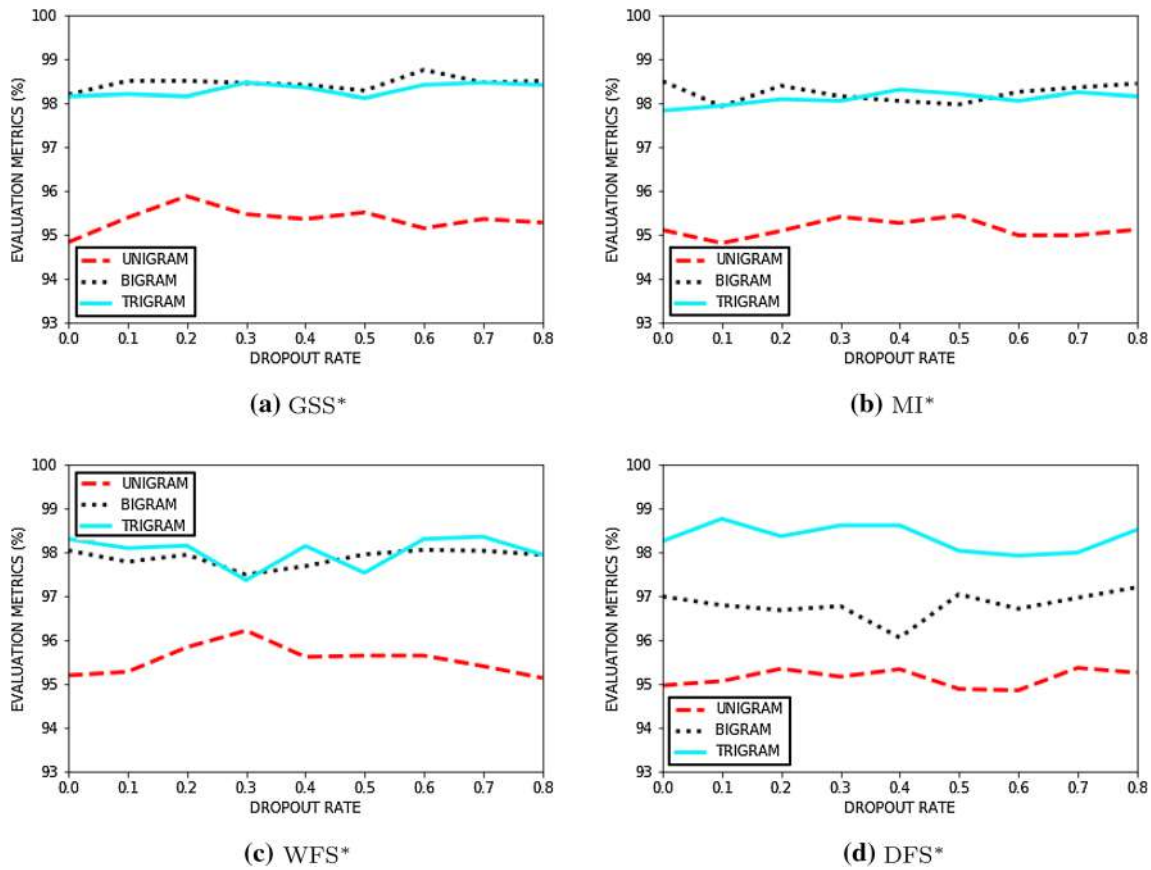 100
99
98
97
96
95
94
93
EVALUATION METRICS (%)
UNIGRAM
BIGRAM
TRIGRAM
0.0 0.1 0.2 0.3 0.4 0.5 0.6 0.7 0.8
DROPOUT RATE
(a) GSS*
100
99
98
97
96
95
94
93
EVALUATION METRICS (%)
UNIGRAM
BIGRAM
TRIGRAM
0.0 0.1 0.2 0.3 0.4 0.5 0.6 0.7 0.8
DROPOUT RATE
(b) MI*
100
99
98
97
96
95
94
93
EVALUATION METRICS (%)
UNIGRAM
BIGRAM
TRIGRAM
0.0 0.1 0.2 0.3 0.4 0.5 0.6 0.7 0.8
DROPOUT RATE
(c) WFS*
100
99
98
97
96
95
94
93
EVALUATION METRICS (%)
UNIGRAM
BIGRAM
TRIGRAM
0.0 0.1 0.2 0.3 0.4 0.5 0.6 0.7 0.8
DROPOUT RATE
(d) DFS*